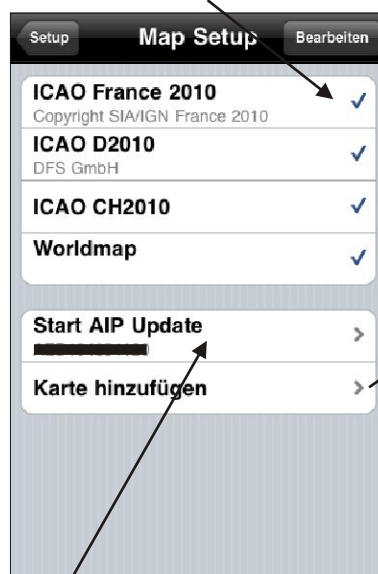 Setup
Map Setup
Bearbeiten
ICAO France 2010
Copyright SIA/IGN France 2010
ICAO D2010
DFS GmbH
ICAO CH2010
Worldmap
Start AIP Update
Karte hinzufügen